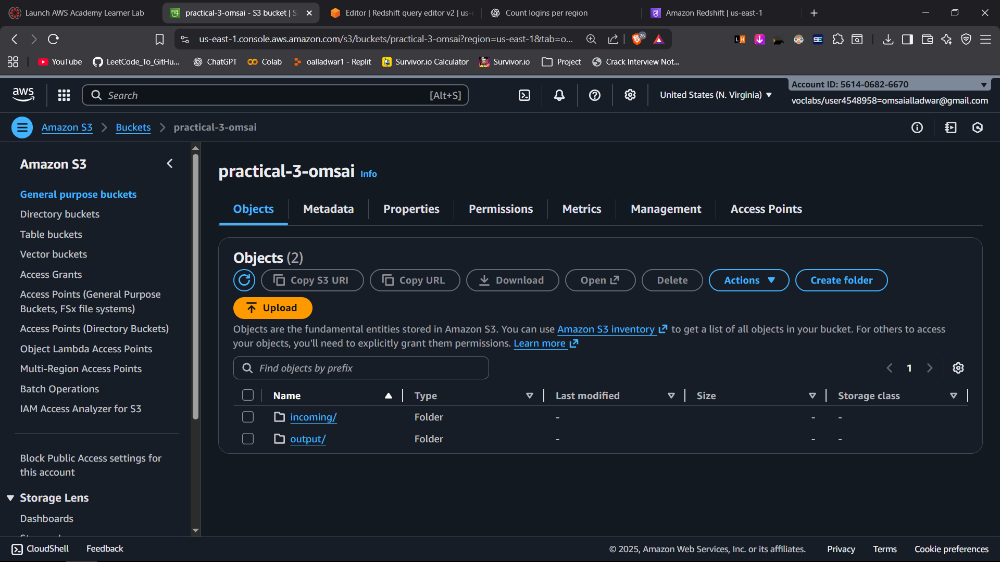 Launch AWS Academy Learner Lab
practical-3-omsai - S3 bucket | S
Editor | Redshift query editor v2 | us-e
Count logins per region
Amazon Redshift | us-east-1
us-east-1.console.aws.amazon.com/s3/buckets/practical-3-omsai?region=us-east-1&tab=o...
26
LH
SE
YouTube
LeetCode_To_GitHu...
ChatGPT
Colab
oalladwar1 - Replit
Survivor.io Calculator
Survivor.io
Project
Crack Interview Not...
aws
Search
[Alt+S]
United States (N. Virginia)
Account ID: 5614-0682-6670
voclabs/user4548958=omsaialladwar@gmail.com
Amazon S3
Buckets
practical-3-omsai
Amazon S3
General purpose buckets
Directory buckets
Table buckets
Vector buckets
Access Grants
Access Points (General Purpose
Buckets, FSx file systems)
Access Points (Directory Buckets)
Object Lambda Access Points
Multi-Region Access Points
Batch Operations
IAM Access Analyzer for S3
Block Public Access settings for
this account
Storage Lens
Dashboards
practical-3-omsai Info
Objects
Metadata
Properties
Permissions
Metrics
Management
Access Points
Objects (2)
Copy S3 URI
Copy URL
Download
Open
Delete
Actions
Create folder
Upload
Objects are the fundamental entities stored in Amazon S3. You can use Amazon S3 inventory to get a list of all objects in your bucket. For others to access
your objects, you'll need to explicitly grant them permissions. Learn more
Find objects by prefix
1
Name Type Last modified Size Storage class
incoming/ Folder - - -
output/ Folder - - -
CloudShell
Feedback
© 2025, Amazon Web Services, Inc. or its affiliates.
Privacy
Terms
Cookie preferences